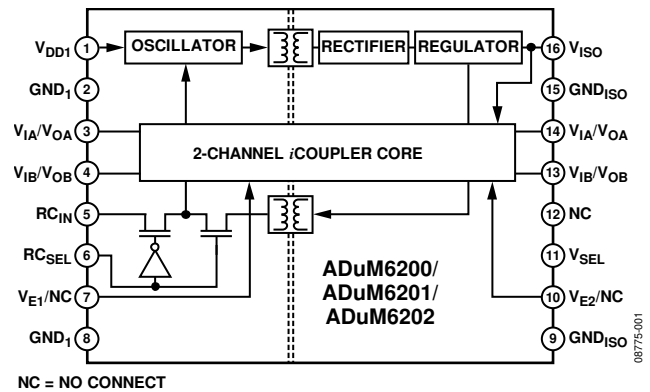 OSCILLATOR
RECTIFIER
REGULATOR
VDD1 1
GND1 2
VIA/VOA 3
VIB/VOB 4
RCIN 5
RCSEL 6
VE1/NC 7
GND1 8
2-CHANNEL iCOUPLER CORE
16 VISO
15 GNDISO
14 VIA/VOA
13 VIB/VOB
12 NC
11 VSEL
10 VE2/NC
9 GNDISO
ADuM6200/
ADuM6201/
ADuM6202
08775-001
NC = NO CONNECT